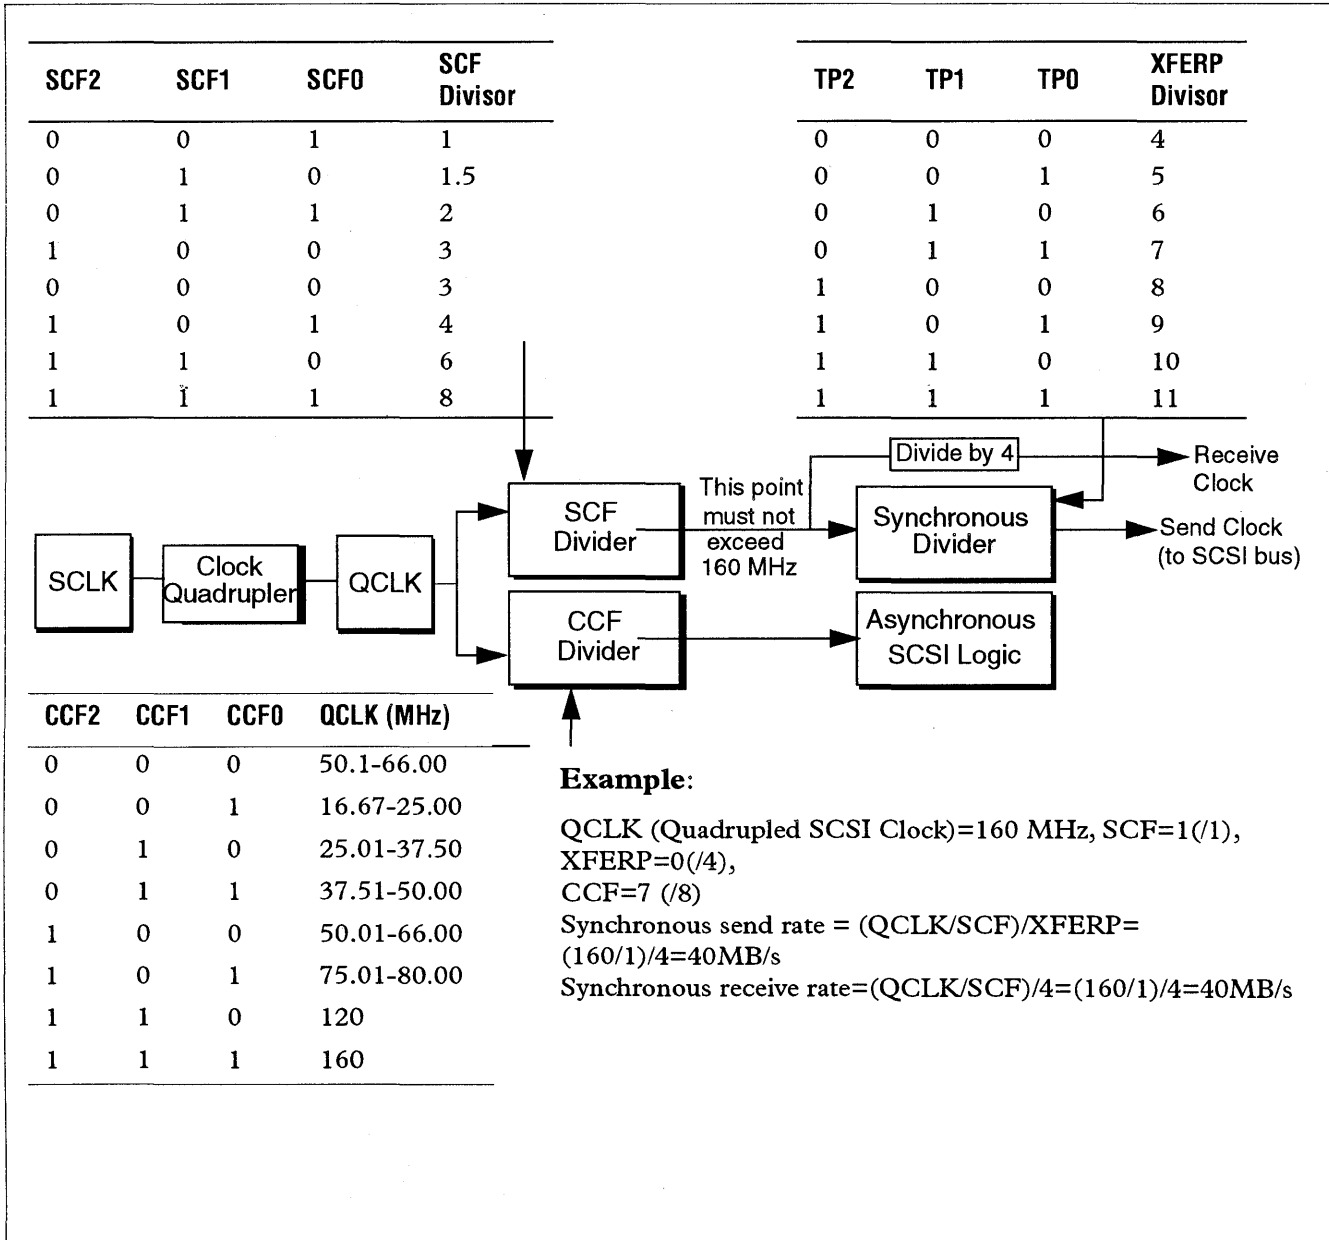 SCF2 SCF1 SCF0 SCF Divisor
0 0 1 1
0 1 0 1.5
0 1 1 2
1 0 0 3
0 0 0 3
1 0 1 4
1 1 0 6
1 1 1 8
TP2 TP1 TP0 XFERP Divisor
0 0 0 4
0 0 1 5
0 1 0 6
0 1 1 7
1 0 0 8
1 0 1 9
1 1 0 10
1 1 1 11
Divide by 4
Receive
Clock
This point
must not
exceed
160 MHz
SCF
Divider
Synchronous
Divider
Send Clock
(to SCSI bus)
SCLK
Clock
Quadrupler
QCLK
CCF
Divider
Asynchronous
SCSI Logic
CCF2 CCF1 CCF0 QCLK (MHz)
0 0 0 50.1-66.00
0 0 1 16.67-25.00
0 1 0 25.01-37.50
0 1 1 37.51-50.00
1 0 0 50.01-66.00
1 0 1 75.01-80.00
1 1 0 120
1 1 1 160
Example:
QCLK (Quadrupled SCSI Clock)=160 MHz, SCF=1(/1),
XFERP=0(/4),
CCF=7 (/8)
Synchronous send rate = (QCLK/SCF)/XFERP=
(160/1)/4=40MB/s
Synchronous receive rate=(QCLK/SCF)/4=(160/1)/4=40MB/s